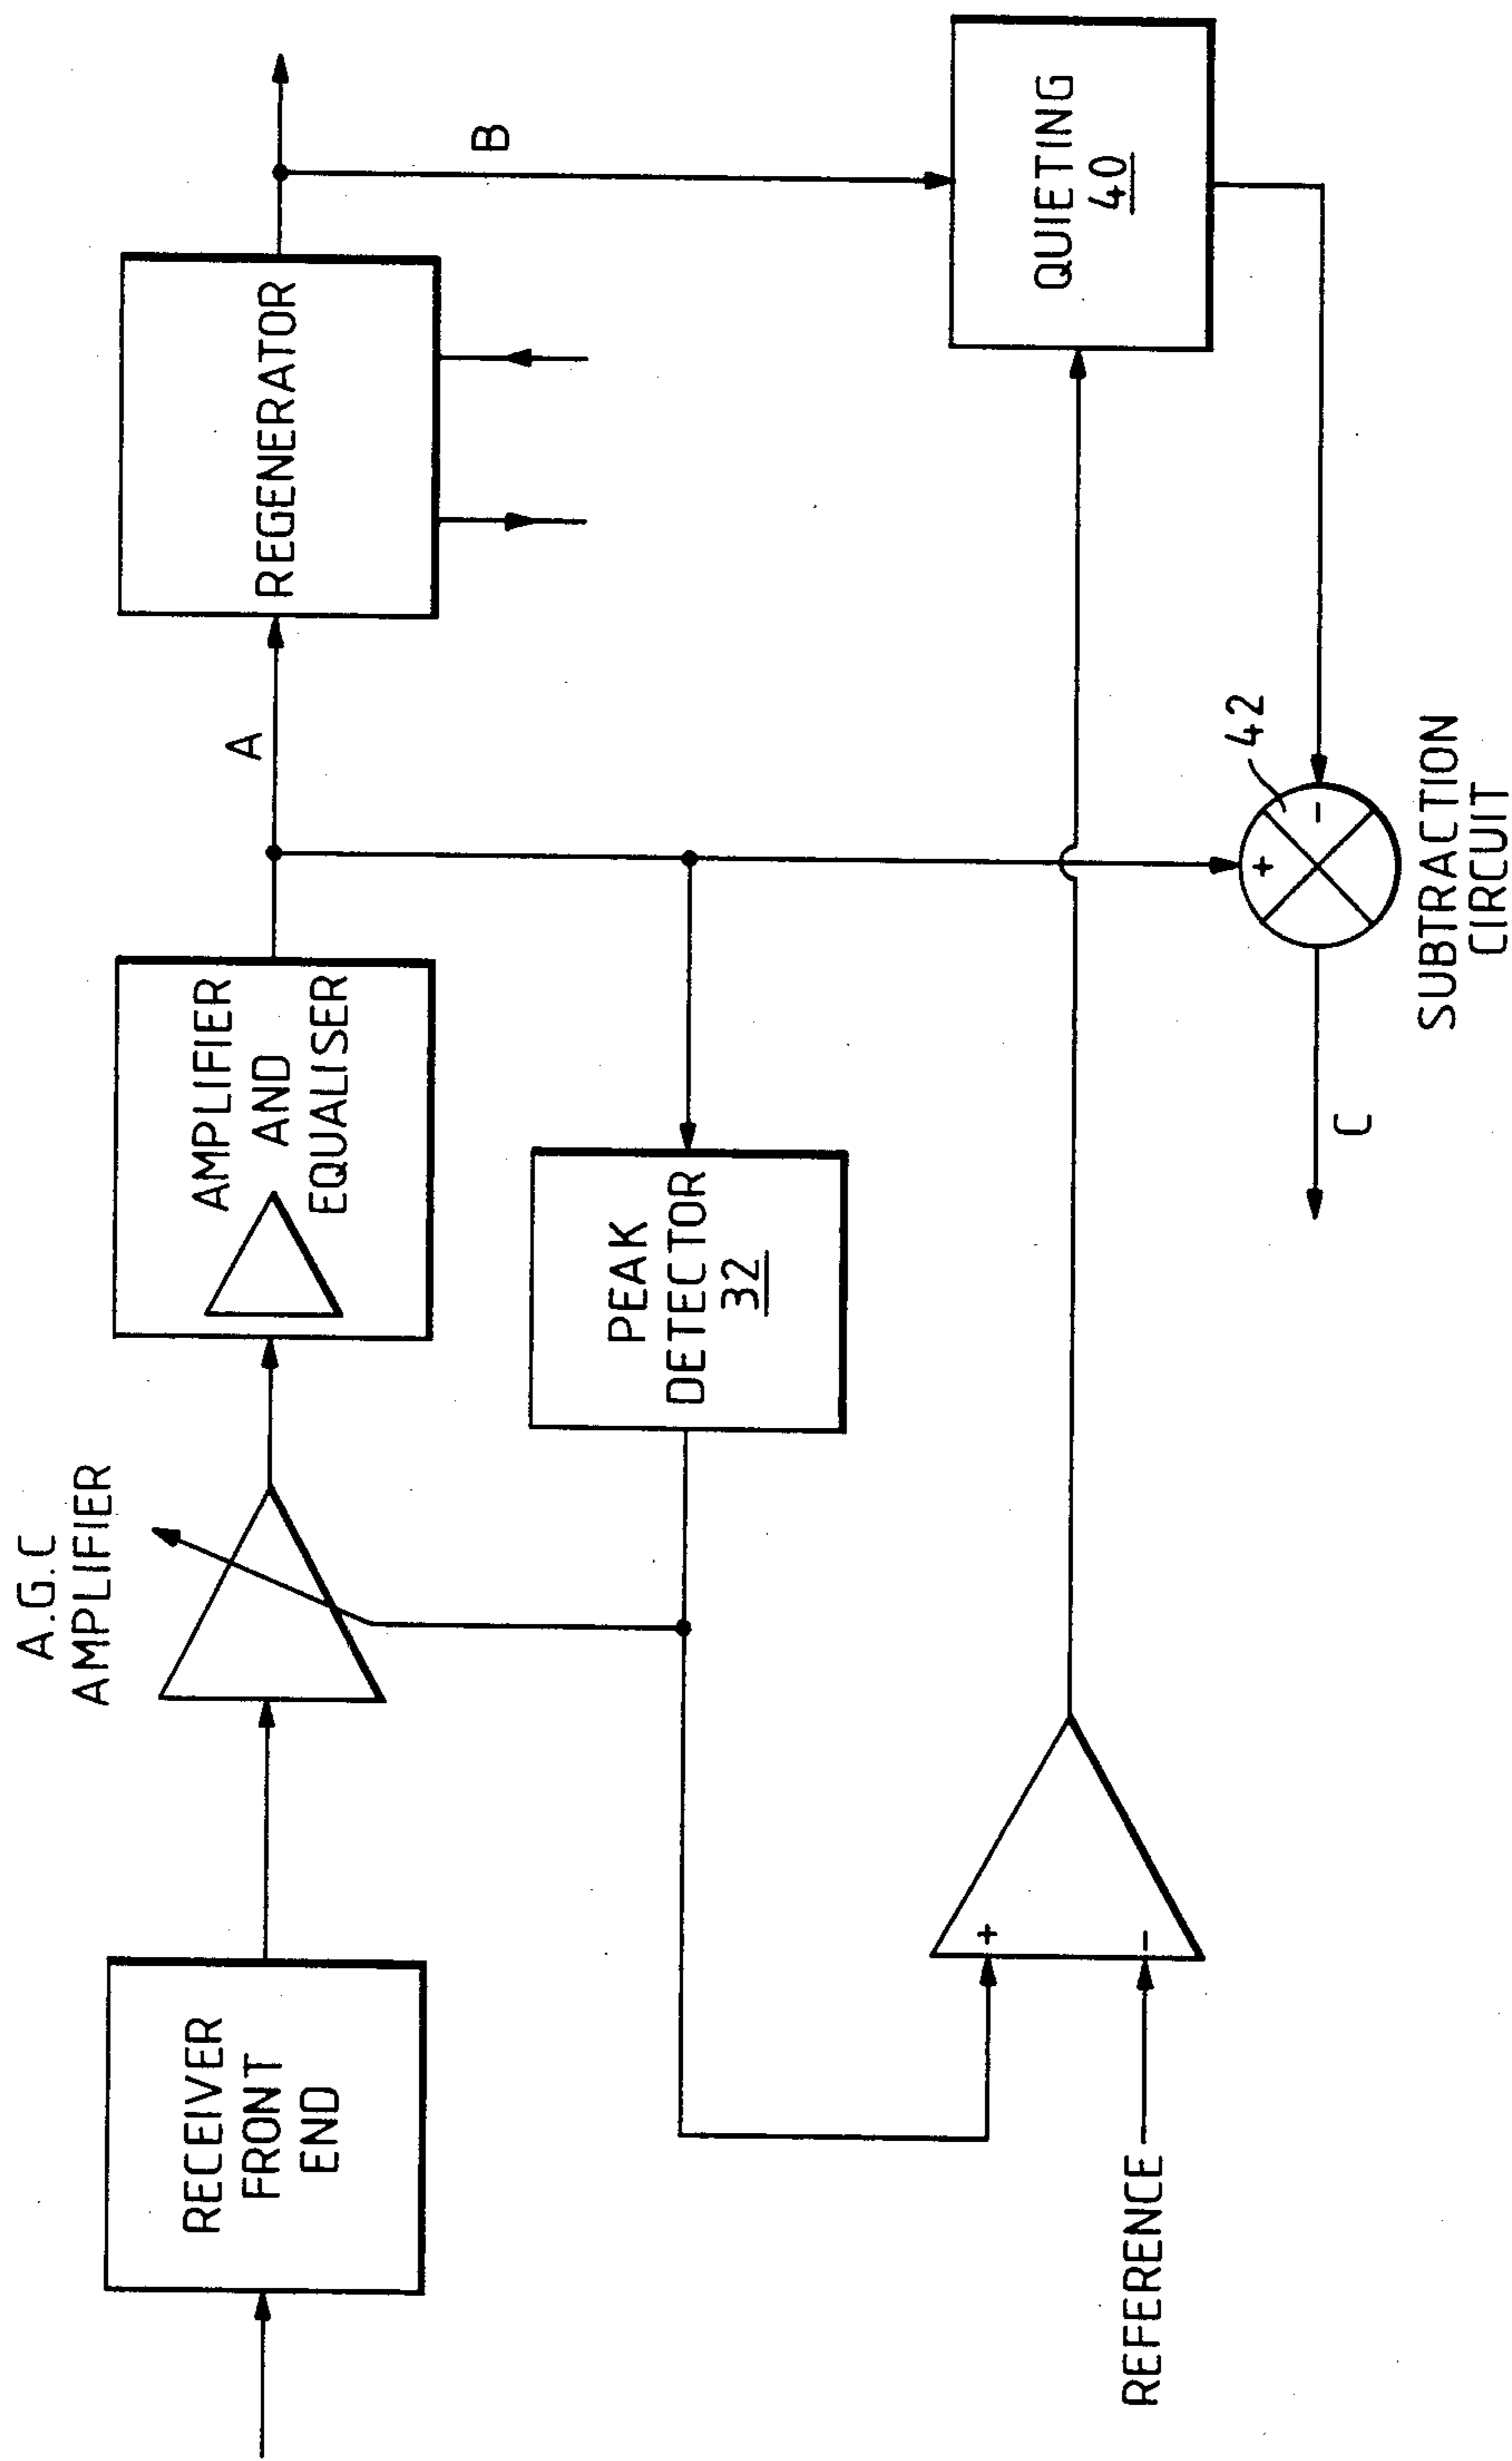 RECEIVER
FRONT
END
A.G.C
AMPLIFIER
AMPLIFIER
AND
EQUALISER
A
REGENERATOR
B
PEAK
DETECTOR
32
REFERENCE
+
-
QUIETING
40
+
-
42
SUBTRACTION
CIRCUIT
C